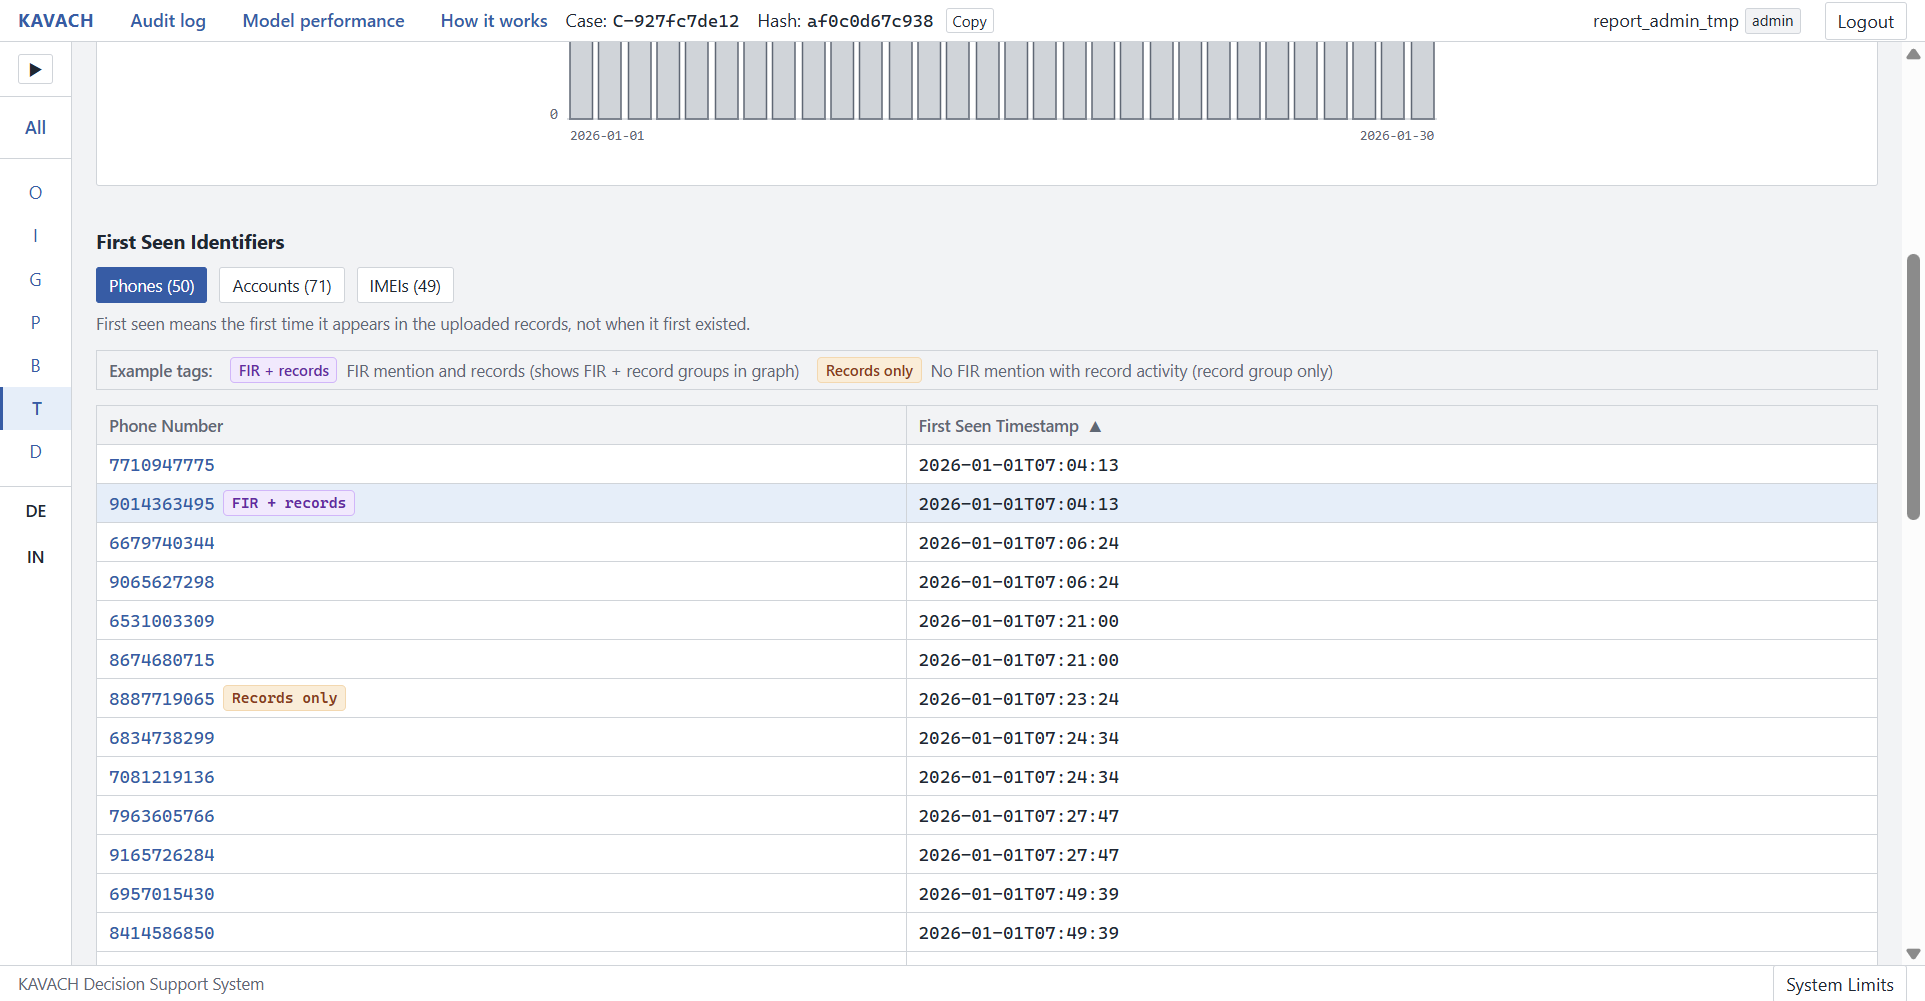 KAVACH Audit log Model performance How it works Case: C-927fc7de12 Hash: af0c0d67c938 Copy report_admin_tmp admin Logout
All
O
I
G
P
B
T
D
DE
IN
0
2026-01-01 2026-01-30
First Seen Identifiers
Phones (50) Accounts (71) IMEIs (49)
First seen means the first time it appears in the uploaded records, not when it first existed.
Example tags: FIR + records FIR mention and records (shows FIR + record groups in graph) Records only No FIR mention with record activity (record group only)
Phone Number First Seen Timestamp ▲
7710947775 2026-01-01T07:04:13
9014363495 FIR + records 2026-01-01T07:04:13
6679740344 2026-01-01T07:06:24
9065627298 2026-01-01T07:06:24
6531003309 2026-01-01T07:21:00
8674680715 2026-01-01T07:21:00
8887719065 Records only 2026-01-01T07:23:24
6834738299 2026-01-01T07:24:34
7081219136 2026-01-01T07:24:34
7963605766 2026-01-01T07:27:47
9165726284 2026-01-01T07:27:47
6957015430 2026-01-01T07:49:39
8414586850 2026-01-01T07:49:39
KAVACH Decision Support System System Limits